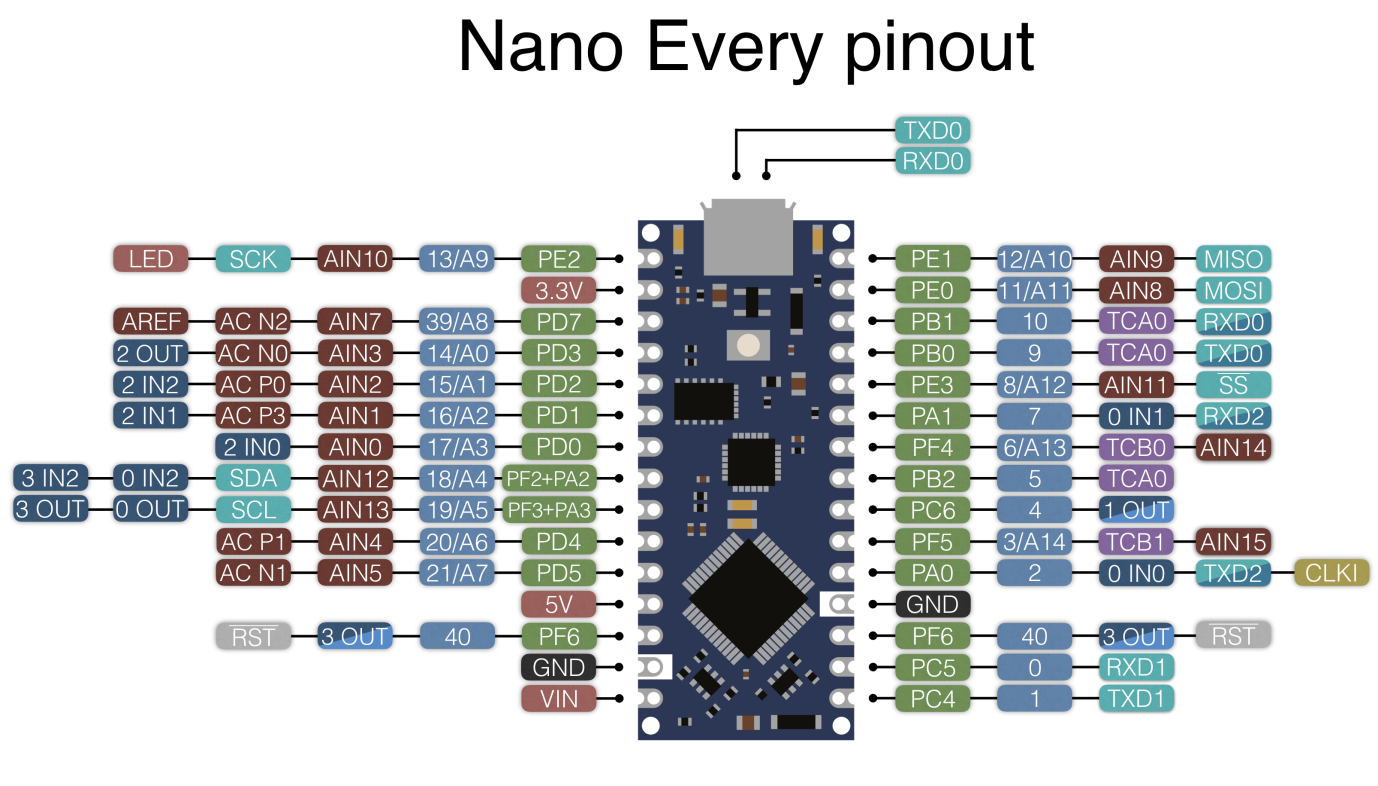 Nano Every pinout
TXD0
RXD0
LED SCK AIN10 13/A9 PE2 PE1 12/A10 AIN9 MISO
3.3V PE0 11/A11 AIN8 MOSI
AREF AC N2 AIN7 39/A8 PD7 PB1 10 TCA0 RXD0
2 OUT AC N0 AIN3 14/A0 PD3 PB0 9 TCA0 TXD0
2 IN2 AC P0 AIN2 15/A1 PD2 PE3 8/A12 AIN11 SS
2 IN1 AC P3 AIN1 16/A2 PD1 PA1 7 0 IN1 RXD2
2 IN0 AIN0 17/A3 PD0 PF4 6/A13 TCB0 AIN14
3 IN2 0 IN2 SDA AIN12 18/A4 PF2+PA2 PB2 5 TCA0
3 OUT 0 OUT SCL AIN13 19/A5 PF3+PA3 PC6 4 1 OUT
AC P1 AIN4 20/A6 PD4 PF5 3/A14 TCB1 AIN15
AC N1 AIN5 21/A7 PD5 PA0 2 0 IN0 TXD2 CLKI
5V GND
RST 3 OUT 40 PF6 PF6 40 3 OUT RST
GND PC5 0 RXD1
VIN PC4 1 TXD1